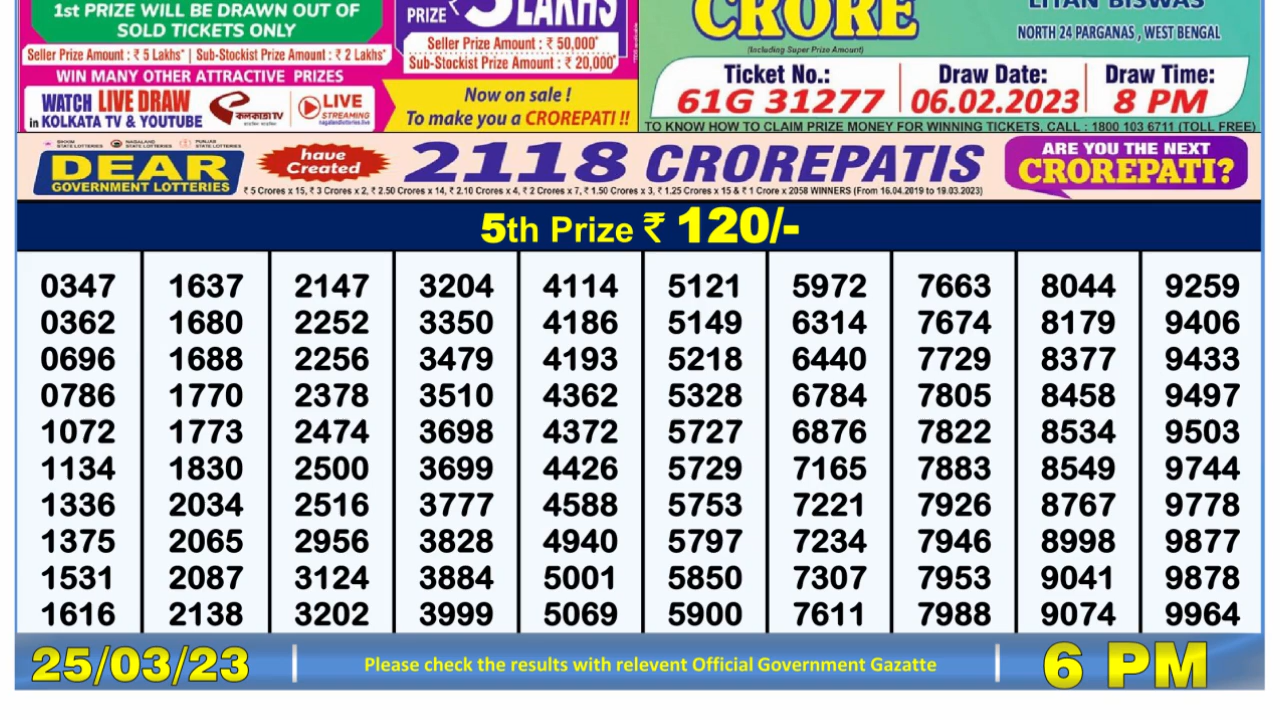 1st PRIZE WILL BE DRAWN OUT OF
SOLD TICKETS ONLY
Seller Prize Amount : ₹ 5 Lakhs* | Sub-Stockist Prize Amount : ₹ 2 Lakhs*
WIN MANY OTHER ATTRACTIVE PRIZES
WATCH LIVE DRAW
in KOLKATA TV & YOUTUBE
কলকাতা TV
LIVE
STREAMING
PRIZE ₹ 5 LAKHS
Seller Prize Amount : ₹ 50,000*
Sub-Stockist Prize Amount : ₹ 20,000*
Now on sale !
To make you a CROREPATI !!
CRORE
(Including Super Prize Amount)
LITAN BISWAS
NORTH 24 PARGANAS , WEST BENGAL
Ticket No.: Draw Date: Draw Time:
61G 31277 06.02.2023 8 PM
TO KNOW HOW TO CLAIM PRIZE MONEY FOR WINNING TICKETS, CALL : 1800 103 6711 (TOLL FREE)
DEAR
GOVERNMENT LOTTERIES
have
Created
2118 CROREPATIS
₹ 5 Crores x 15, ₹ 3 Crores x 2, ₹ 2.50 Crores x 14, ₹ 2.10 Crores x 4, ₹ 2 Crores x 7, ₹ 1.50 Crores x 3, ₹ 1.25 Crores x 15 & ₹ 1 Crore x 2058 WINNERS (From 16.04.2019 to 19.03.2023)
ARE YOU THE NEXT
CROREPATI?
5th Prize ₹ 120/-
0347 1637 2147 3204 4114 5121 5972 7663 8044 9259
0362 1680 2252 3350 4186 5149 6314 7674 8179 9406
0696 1688 2256 3479 4193 5218 6440 7729 8377 9433
0786 1770 2378 3510 4362 5328 6784 7805 8458 9497
1072 1773 2474 3698 4372 5727 6876 7822 8534 9503
1134 1830 2500 3699 4426 5729 7165 7883 8549 9744
1336 2034 2516 3777 4588 5753 7221 7926 8767 9778
1375 2065 2956 3828 4940 5797 7234 7946 8998 9877
1531 2087 3124 3884 5001 5850 7307 7953 9041 9878
1616 2138 3202 3999 5069 5900 7611 7988 9074 9964
25/03/23 | Please check the results with relevent Official Government Gazatte | 6 PM